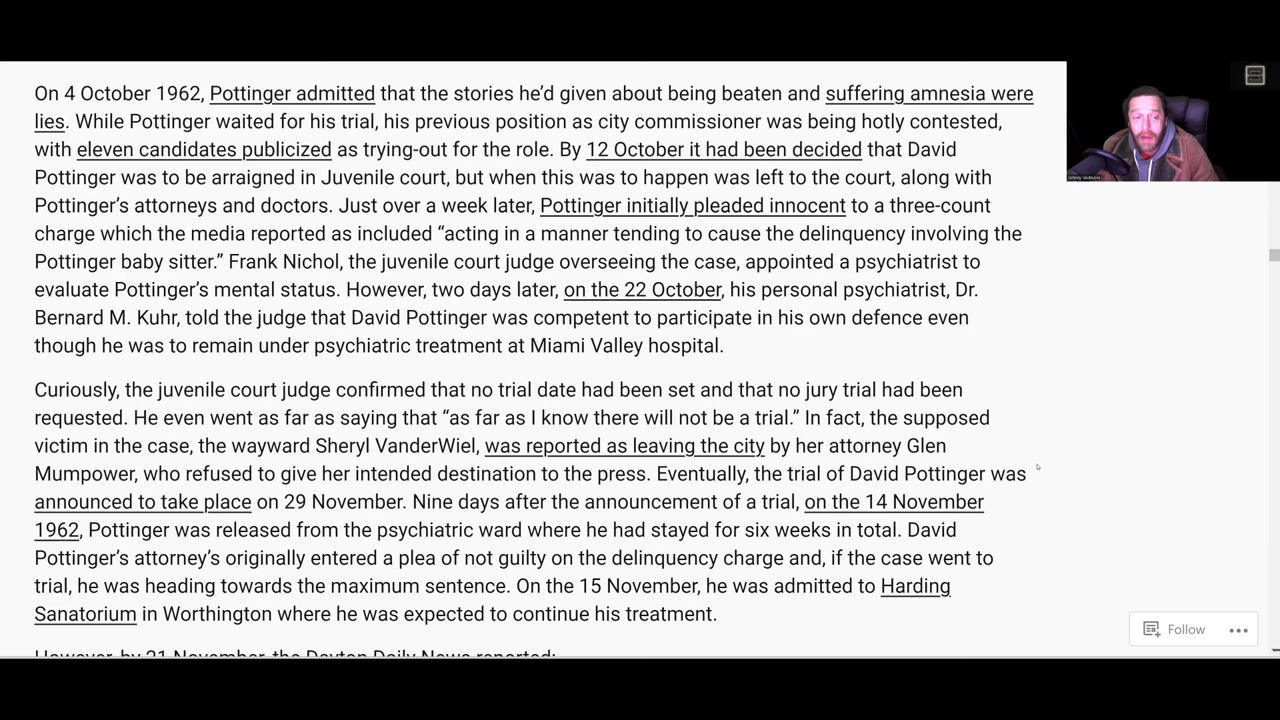 On 4 October 1962, Pottinger admitted that the stories he’d given about being beaten and suffering amnesia were
lies. While Pottinger waited for his trial, his previous position as city commissioner was being hotly contested,
with eleven candidates publicized as trying-out for the role. By 12 October it had been decided that David
Pottinger was to be arraigned in Juvenile court, but when this was to happen was left to the court, along with
Pottinger’s attorneys and doctors. Just over a week later, Pottinger initially pleaded innocent to a three-count
charge which the media reported as included “acting in a manner tending to cause the delinquency involving the
Pottinger baby sitter.” Frank Nichol, the juvenile court judge overseeing the case, appointed a psychiatrist to
evaluate Pottinger’s mental status. However, two days later, on the 22 October, his personal psychiatrist, Dr.
Bernard M. Kuhr, told the judge that David Pottinger was competent to participate in his own defence even
though he was to remain under psychiatric treatment at Miami Valley hospital.
Curiously, the juvenile court judge confirmed that no trial date had been set and that no jury trial had been
requested. He even went as far as saying that “as far as I know there will not be a trial.” In fact, the supposed
victim in the case, the wayward Sheryl VanderWiel, was reported as leaving the city by her attorney Glen
Mumpower, who refused to give her intended destination to the press. Eventually, the trial of David Pottinger was
announced to take place on 29 November. Nine days after the announcement of a trial, on the 14 November
1962, Pottinger was released from the psychiatric ward where he had stayed for six weeks in total. David
Pottinger’s attorney’s originally entered a plea of not guilty on the delinquency charge and, if the case went to
trial, he was heading towards the maximum sentence. On the 15 November, he was admitted to Harding
Sanatorium in Worthington where he was expected to continue his treatment.
However, by 21 November, the Dayton Daily News reported:
Follow
Johnny Vedmore